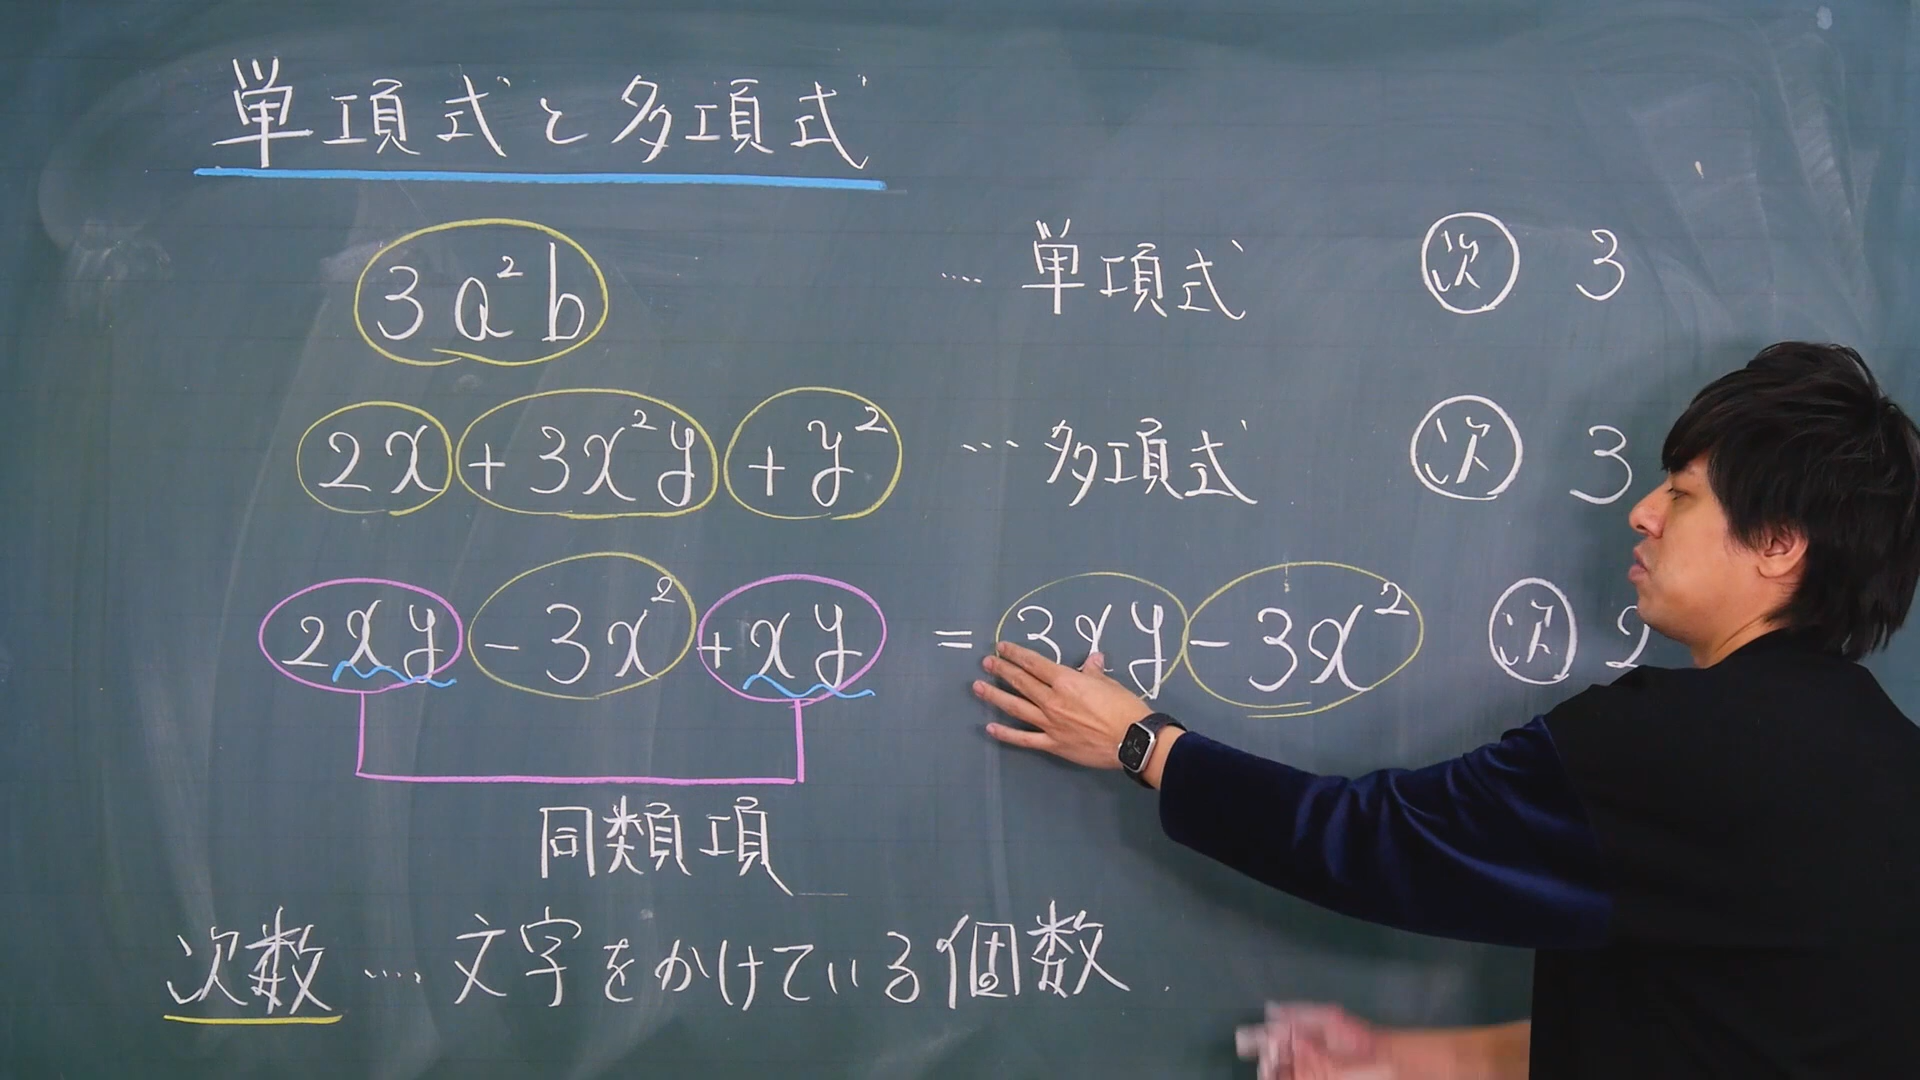 単項式と多項式
3a²b …. 単項式 次 3
2x + 3x²y + y² … 多項式 次 3
2xy - 3x² + xy = 3xy - 3x² 次 2
同類項
次数 …. 文字をかけている個数.